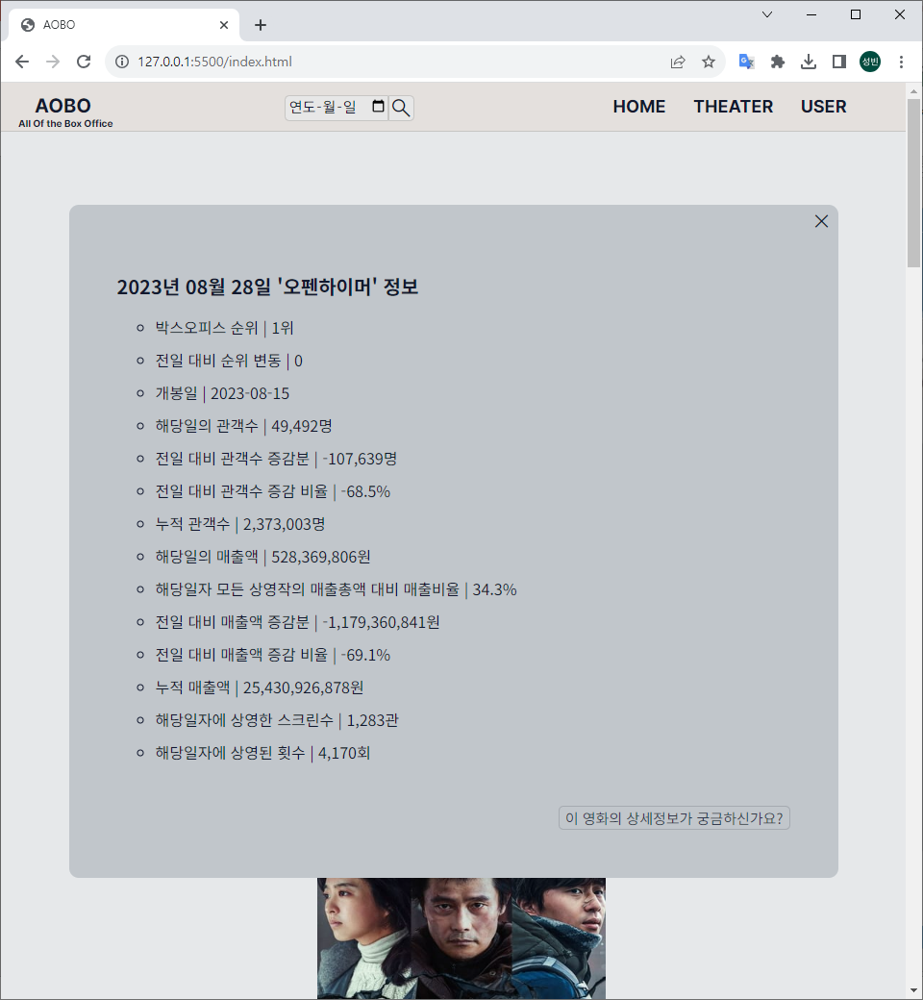 AOBO
127.0.0.1:5500/index.html
성빈
AOBO
All Of the Box Office
연도-월-일
HOME THEATER USER
2023년 08월 28일 '오펜하이머' 정보
박스오피스 순위 | 1위
전일 대비 순위 변동 | 0
개봉일 | 2023-08-15
해당일의 관객수 | 49,492명
전일 대비 관객수 증감분 | -107,639명
전일 대비 관객수 증감 비율 | -68.5%
누적 관객수 | 2,373,003명
해당일의 매출액 | 528,369,806원
해당일자 모든 상영작의 매출총액 대비 매출비율 | 34.3%
전일 대비 매출액 증감분 | -1,179,360,841원
전일 대비 매출액 증감 비율 | -69.1%
누적 매출액 | 25,430,926,878원
해당일자에 상영한 스크린수 | 1,283관
해당일자에 상영된 횟수 | 4,170회
이 영화의 상세정보가 궁금하신가요?